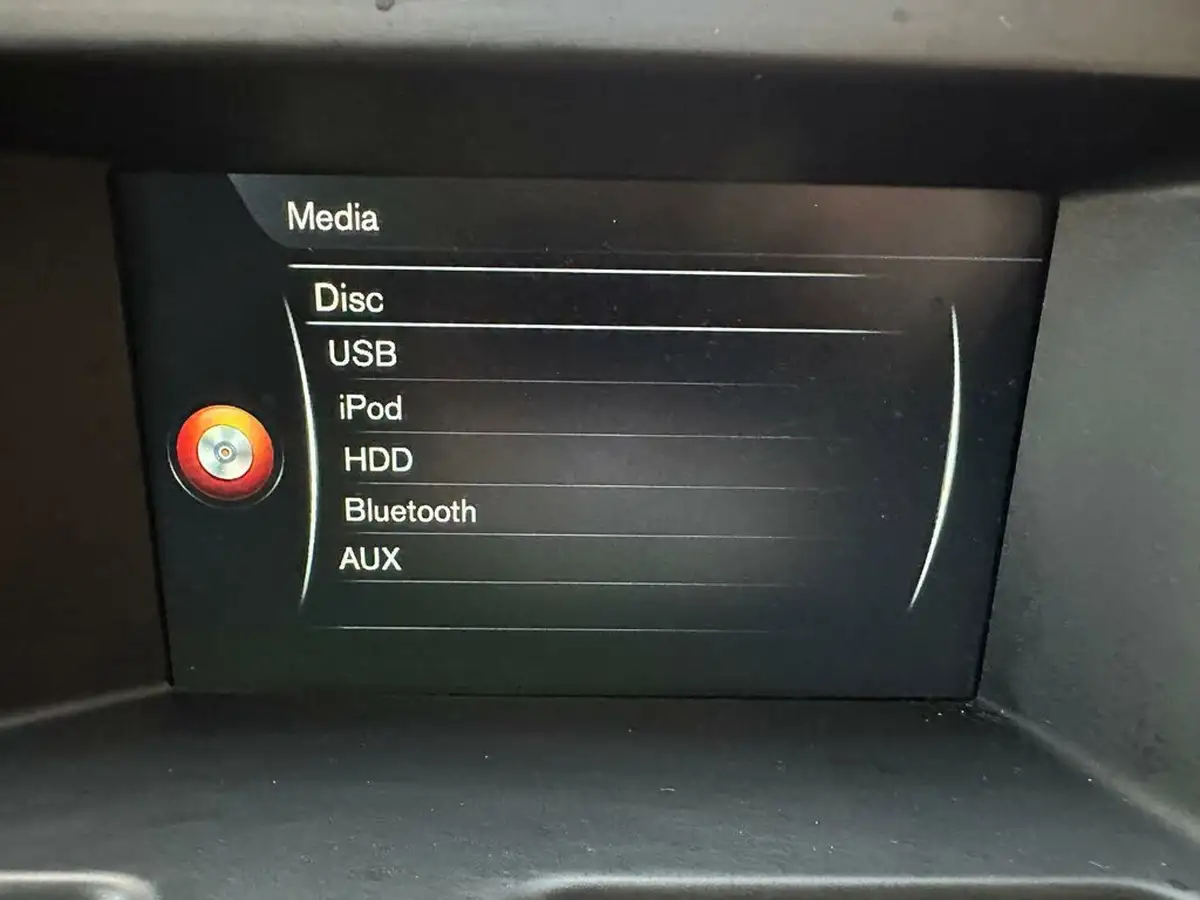 Media
Disc
USB
iPod
HDD
Bluetooth
AUX